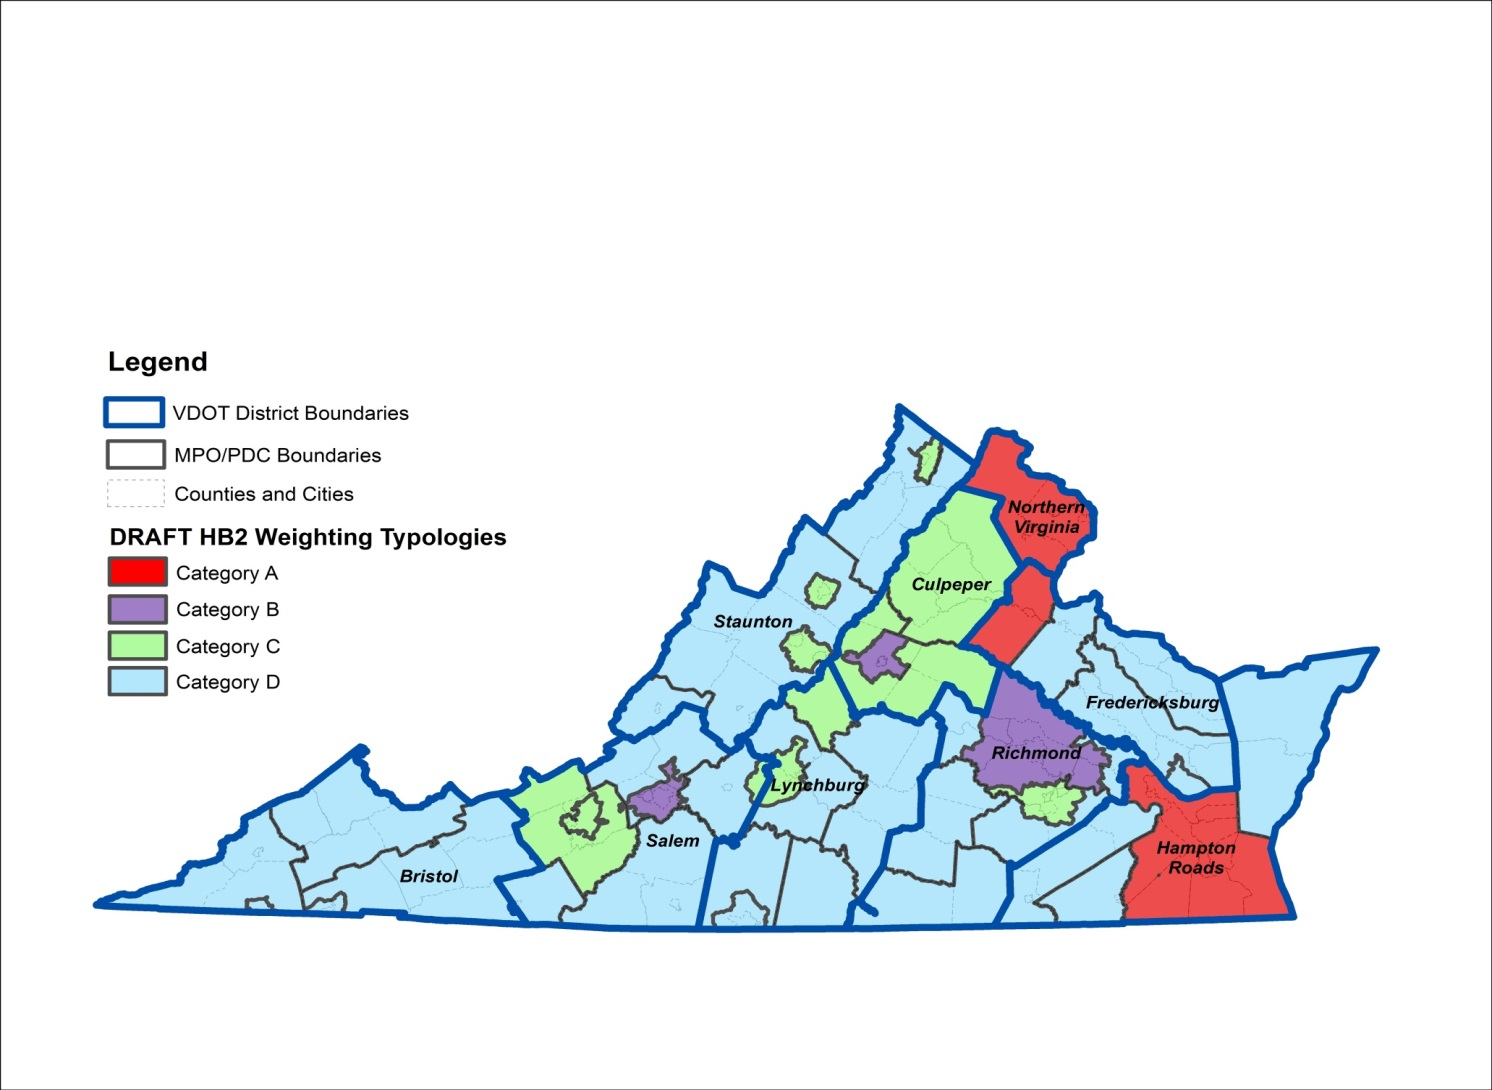 Legend
VDOT District Boundaries
MPO/PDC Boundaries
Counties and Cities
DRAFT HB2 Weighting Typologies
Category A
Category B
Category C
Category D
Northern
Virginia
Culpeper
Staunton
Fredericksburg
Richmond
Lynchburg
Salem
Hampton
Roads
Bristol